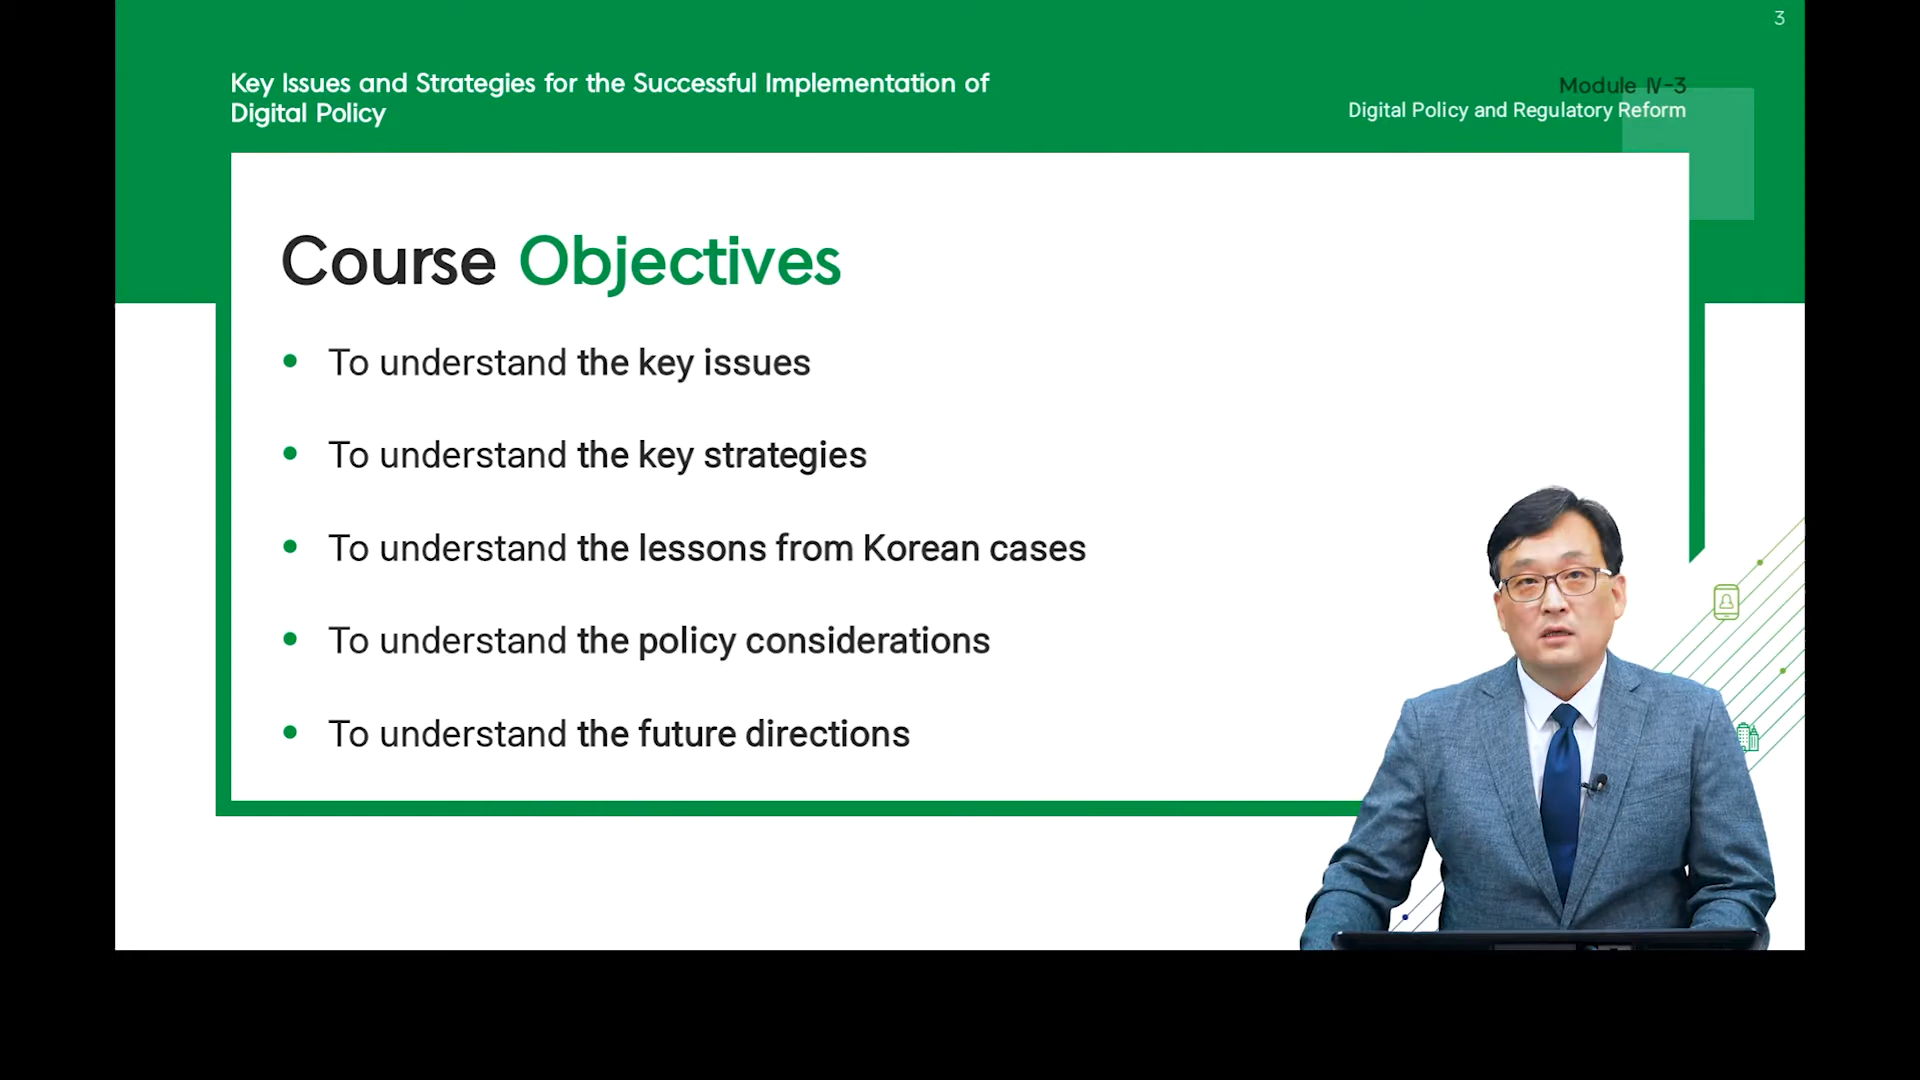 3
Key Issues and Strategies for the Successful Implementation of
Digital Policy
Module Ⅳ-3
Digital Policy and Regulatory Reform
Course Objectives
• To understand the key issues
• To understand the key strategies
• To understand the lessons from Korean cases
• To understand the policy considerations
• To understand the future directions